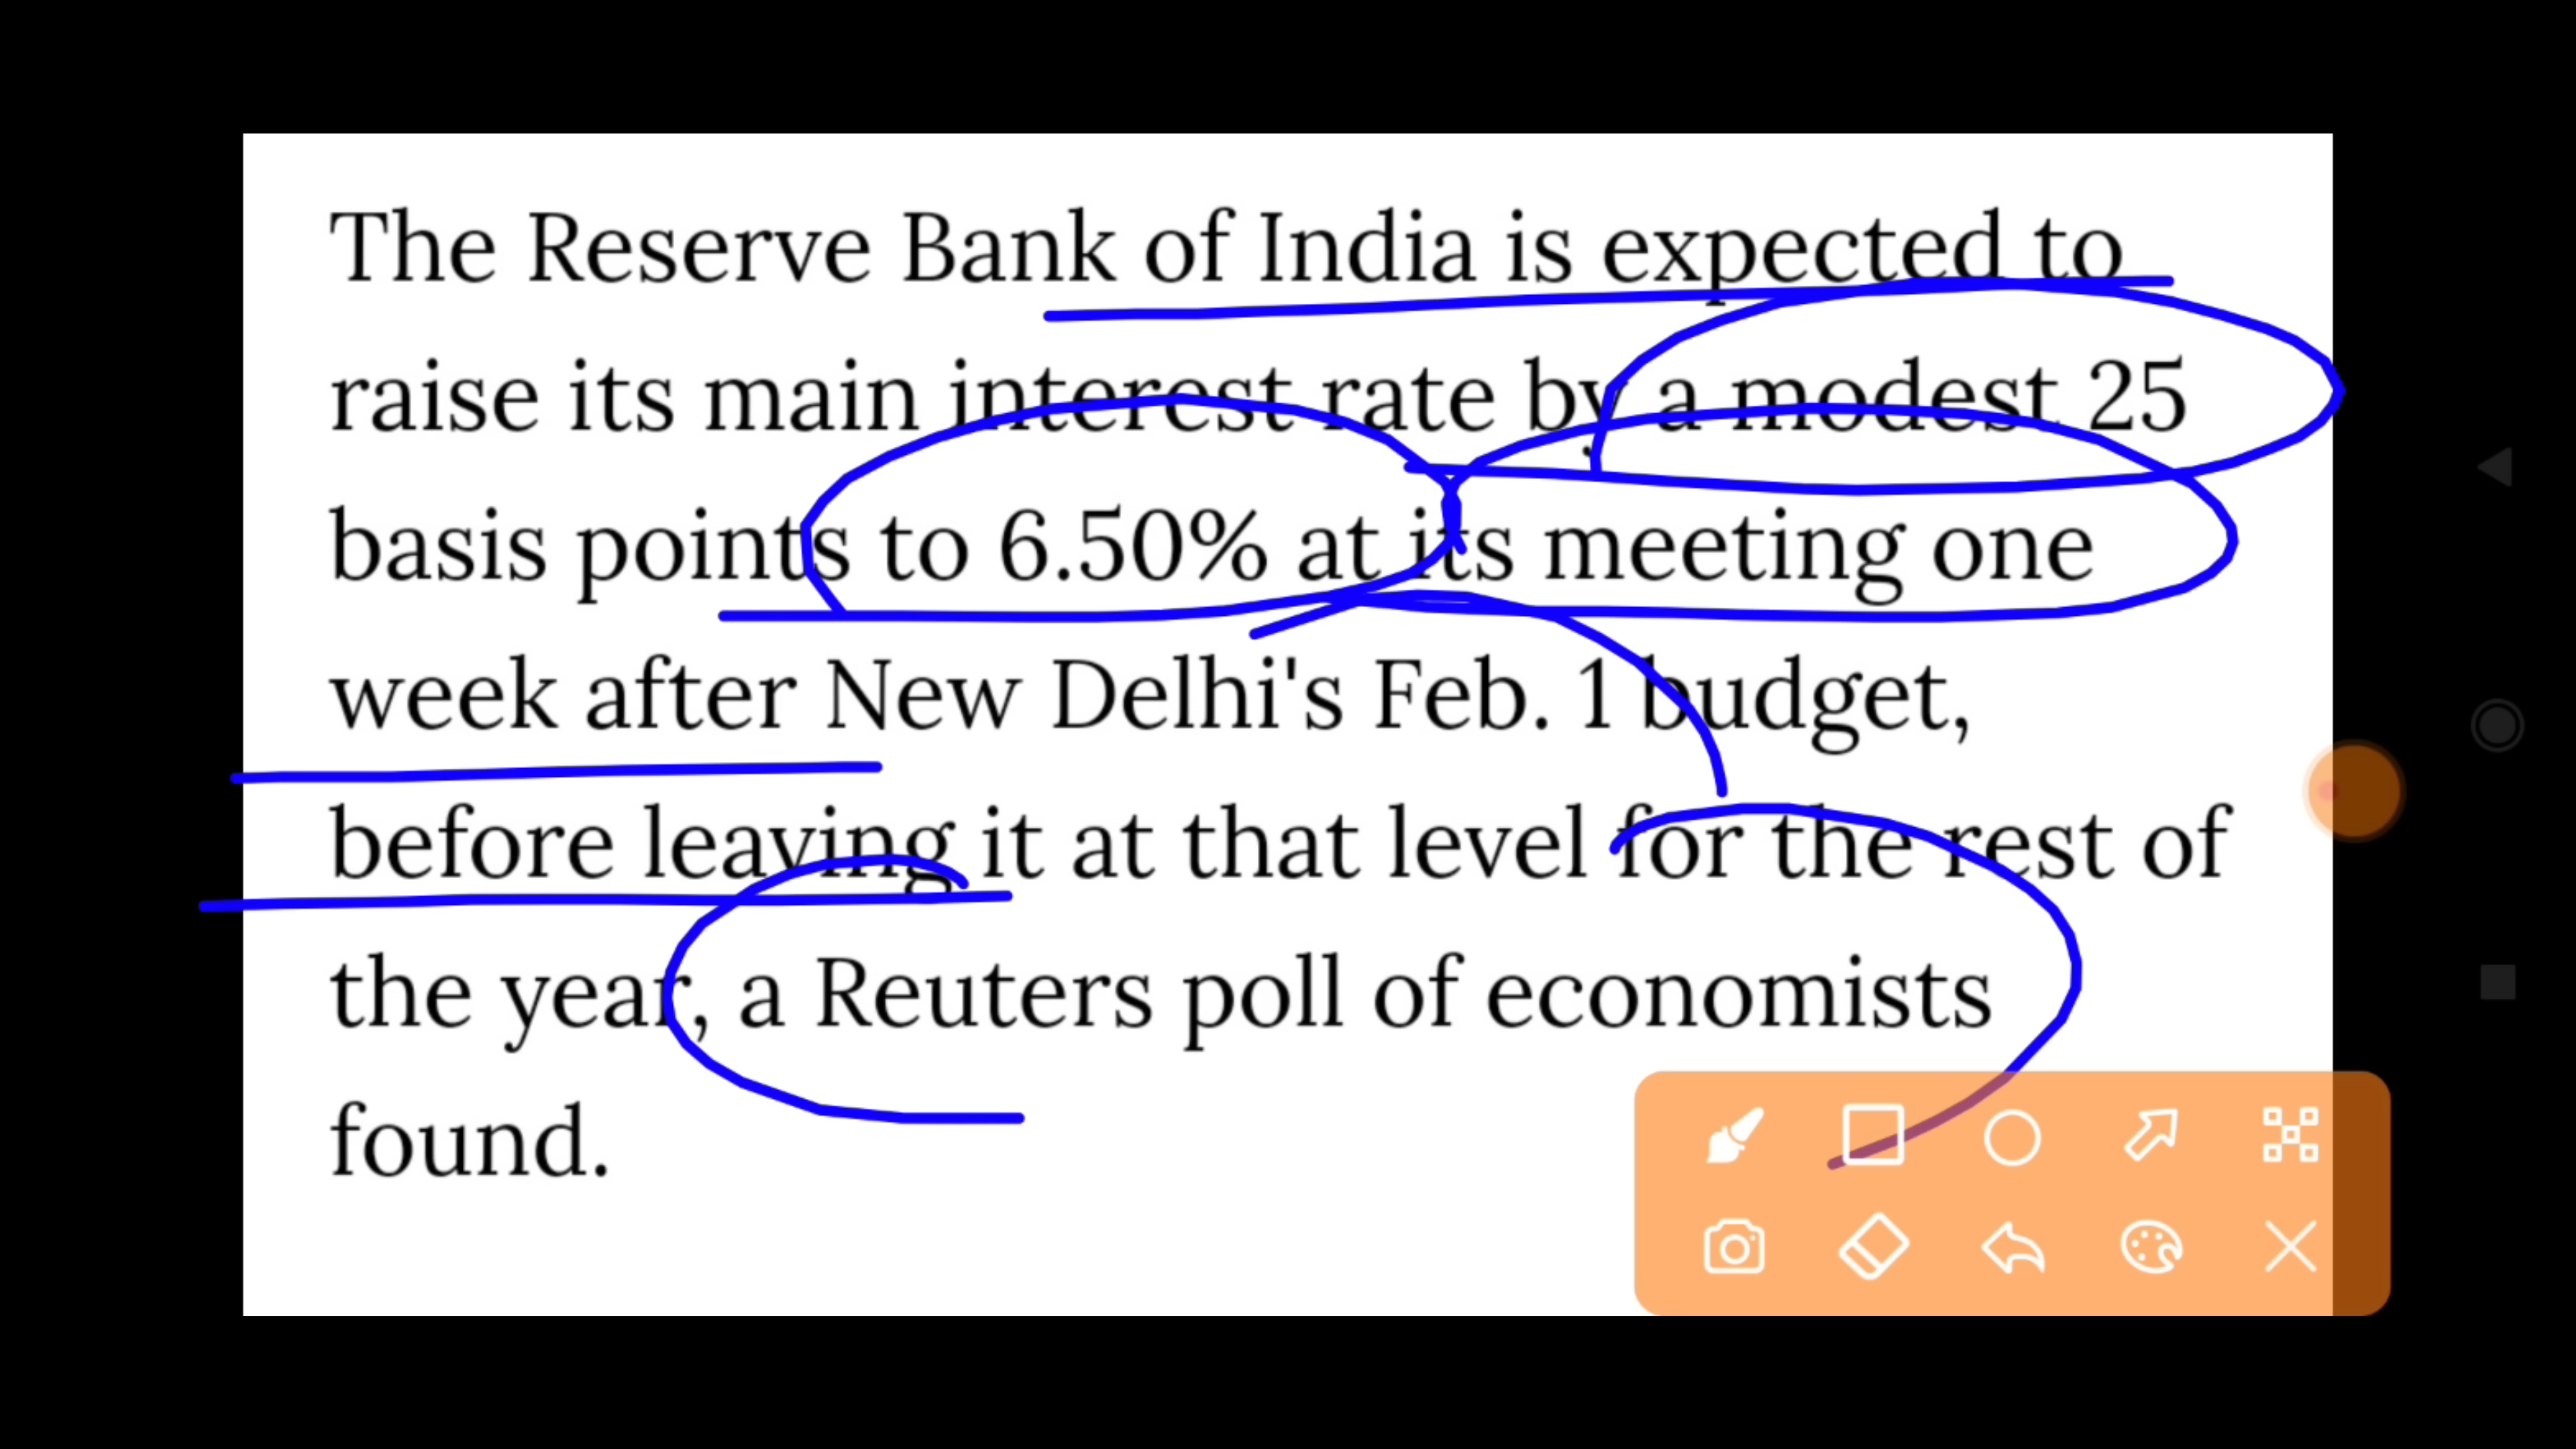 The Reserve Bank of India is expected to
raise its main interest rate by a modest 25
basis points to 6.50% at its meeting one
week after New Delhi's Feb. 1 budget,
before leaving it at that level for the rest of
the year, a Reuters poll of economists
found.